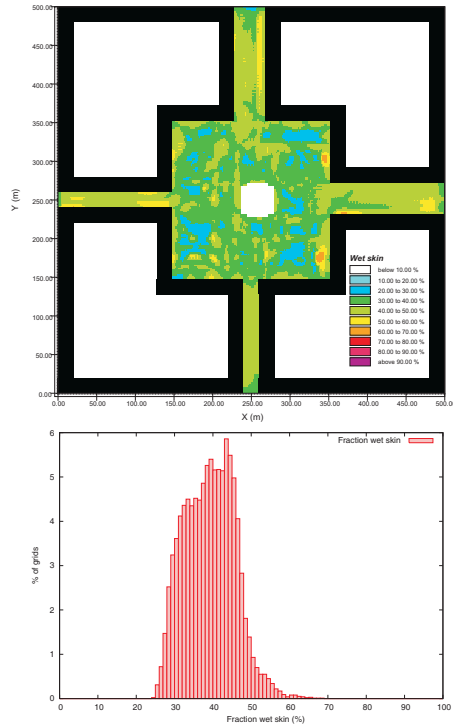 500.00
450.00
400.00
350.00
300.00
250.00
200.00
150.00
100.00
50.00
0.00
Y (m)
0.00 50.00 100.00 150.00 200.00 250.00 300.00 350.00 400.00 450.00 500.00
X (m)
Wet skin
below 10.00 %
10.00 to 20.00 %
20.00 to 30.00 %
30.00 to 40.00 %
40.00 to 50.00 %
50.00 to 60.00 %
60.00 to 70.00 %
70.00 to 80.00 %
80.00 to 90.00 %
above 90.00 %
6
5
4
3
2
1
0
% of grids
Fraction wet skin
0 10 20 30 40 50 60 70 80 90 100
Fraction wet skin (%)